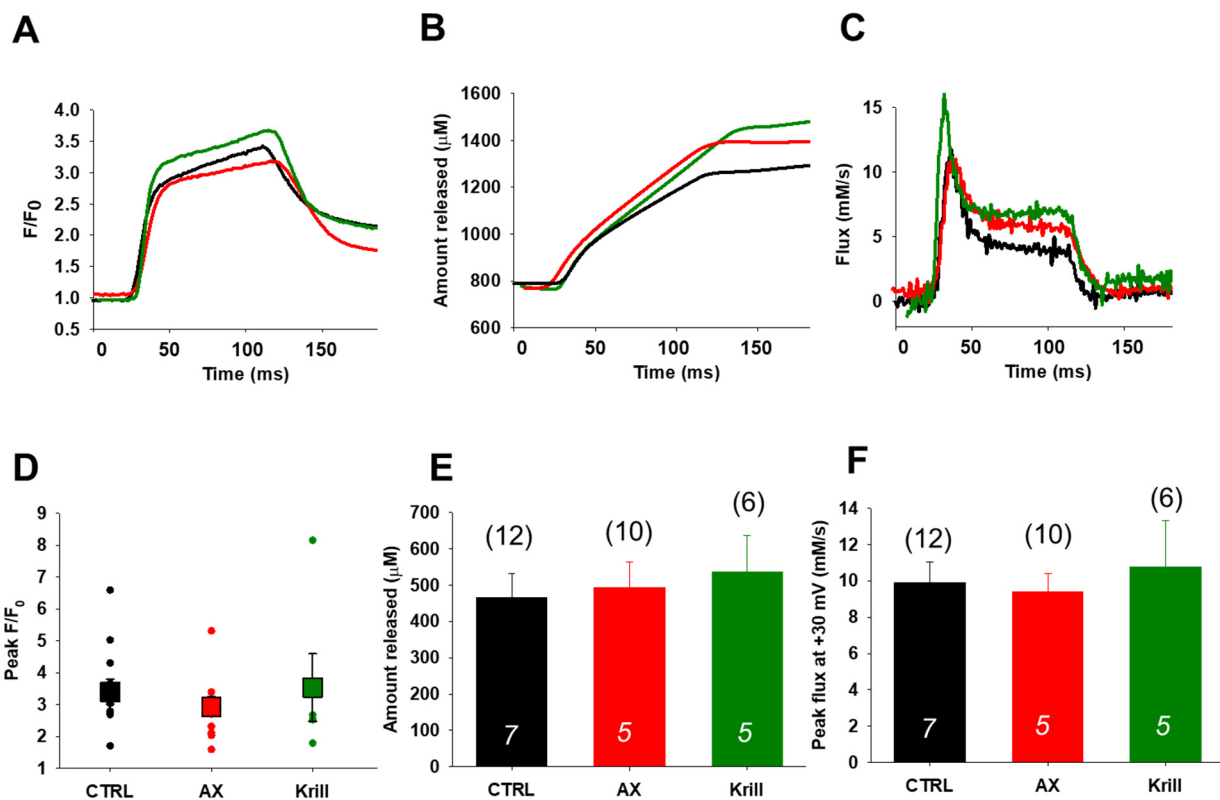 A
B
C
4.0
3.5
3.0
2.5
2.0
1.5
1.0
0.5
F/F0
0
50
100
150
Time (ms)
1600
1400
1200
1000
800
600
Amount released (μM)
0
50
100
150
Time (ms)
15
10
5
0
Flux (mM/s)
0
50
100
150
Time (ms)
D
E
F
9
8
7
6
5
4
3
2
1
Peak F/F0
CTRL
AX
Krill
700
600
500
400
300
200
100
0
Amount released (μM)
(12)
(10)
(6)
7
5
5
CTRL
AX
Krill
14
12
10
8
6
4
2
0
Peak flux at +30 mV (mM/s)
(12)
(10)
(6)
7
5
5
CTRL
AX
Krill